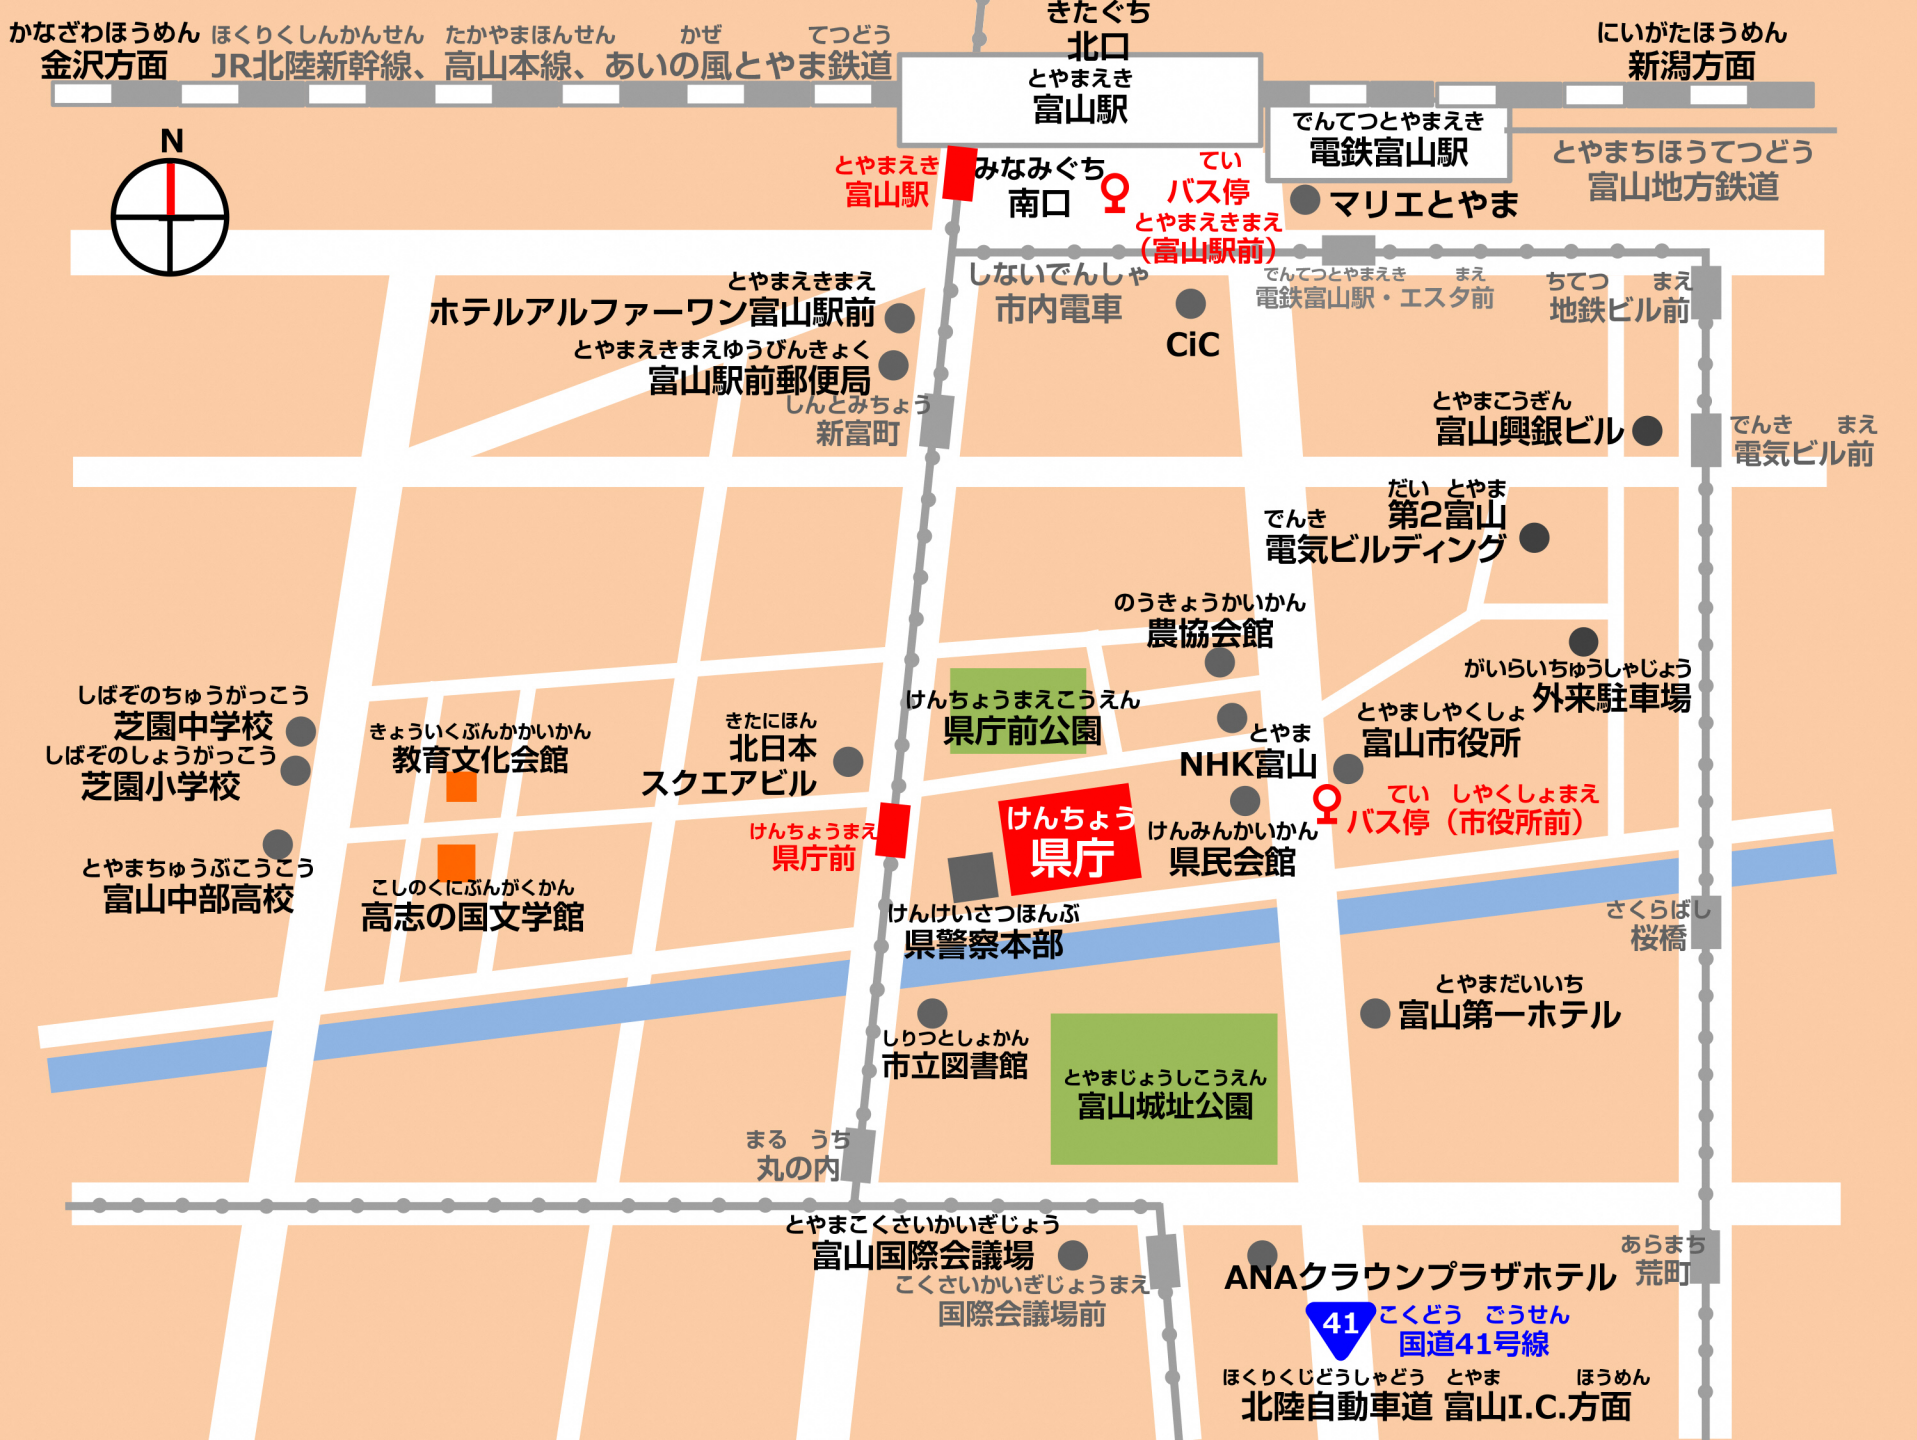 きたぐち
北口
かなざわほうめん
金沢方面
ほくりくしんかんせん　たかやまほんせん　かぜ　てつどう
JR北陸新幹線、高山本線、あいの風とやま鉄道
とやまえき
富山駅
にいがたほうめん
新潟方面
でんてつとやまえき
電鉄富山駅
とやまちほうてつどう
富山地方鉄道
N
とやまえき
富山駅
みなみぐち
南口
てい
バス停
とやまえきまえ
（富山駅前）
マリエとやま
しないでんしゃ
市内電車
でんてつとやまえき　まえ
電鉄富山駅・エスタ前
ちてつ　まえ
地鉄ビル前
とやまえきまえ
ホテルアルファーワン富山駅前
CiC
とやまえきまえゆうびんきょく
富山駅前郵便局
しんとみちょう
新富町
とやまこうぎん
富山興銀ビル
でんき　まえ
電気ビル前
だい　とやま
第2富山
でんき
電気ビルディング
のうきょうかいかん
農協会館
がいらいちゅうしゃじょう
外来駐車場
しばぞのちゅうがっこう
芝園中学校
しばぞのしょうがっこう
芝園小学校
きょういくぶんかかいかん
教育文化会館
きたにほん
北日本
スクエアビル
けんちょうまえこうえん
県庁前公園
とやま
NHK富山
とやましやくしょ
富山市役所
てい　しやくしょまえ
バス停（市役所前）
けんちょうまえ
県庁前
けんちょう
県庁
けんみんかいかん
県民会館
とやまちゅうぶこうこう
富山中部高校
こしのくにぶんがくかん
高志の国文学館
けんけいさつほんぶ
県警察本部
さくらばし
桜橋
とやまだいいち
富山第一ホテル
しりつとしょかん
市立図書館
とやまじょうしこうえん
富山城址公園
まる　うち
丸の内
とやまこくさいかいぎじょう
富山国際会議場
こくさいかいぎじょうまえ
国際会議場前
ANAクラウンプラザホテル
あらまち
荒町
41
こくどう　ごうせん
国道41号線
ほくりくじどうしゃどう　とやま　ほうめん
北陸自動車道 富山I.C.方面